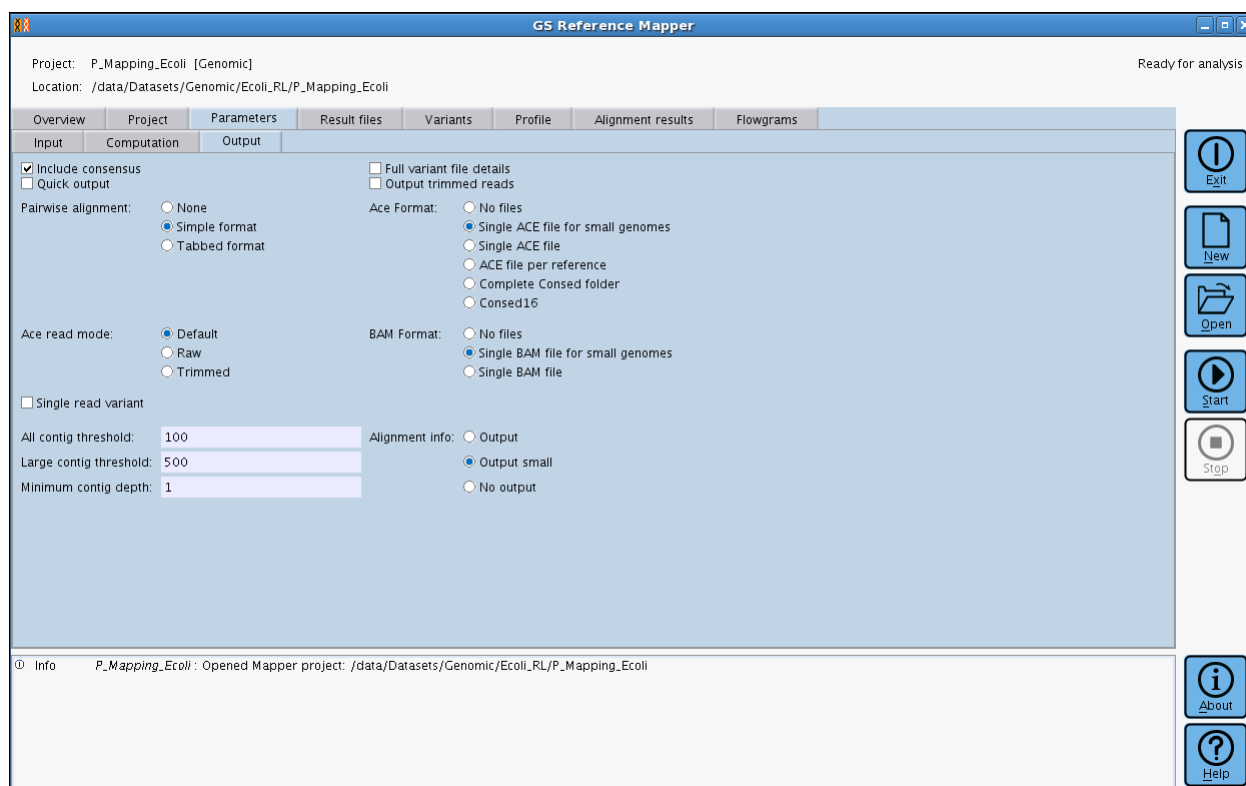 GS Reference Mapper
Project: P_Mapping_Ecoli [Genomic]
Ready for analysis
Location: /data/Datasets/Genomic/Ecoli_RL/P_Mapping_Ecoli
Overview Project Parameters Result files Variants Profile Alignment results Flowgrams
Input Computation Output
Include consensus Full variant file details
Quick output Output trimmed reads
Pairwise alignment: None Ace Format: No files
Simple format Single ACE file for small genomes
Tabbed format Single ACE file
ACE file per reference
Complete Consed folder
Consed16
Ace read mode: Default BAM Format: No files
Raw Single BAM file for small genomes
Trimmed Single BAM file
Single read variant
All contig threshold: 100 Alignment info: Output
Large contig threshold: 500 Output small
Minimum contig depth: 1 No output
Exit
New
Open
Start
Stop
Info P_Mapping_Ecoli : Opened Mapper project: /data/Datasets/Genomic/Ecoli_RL/P_Mapping_Ecoli
About
Help